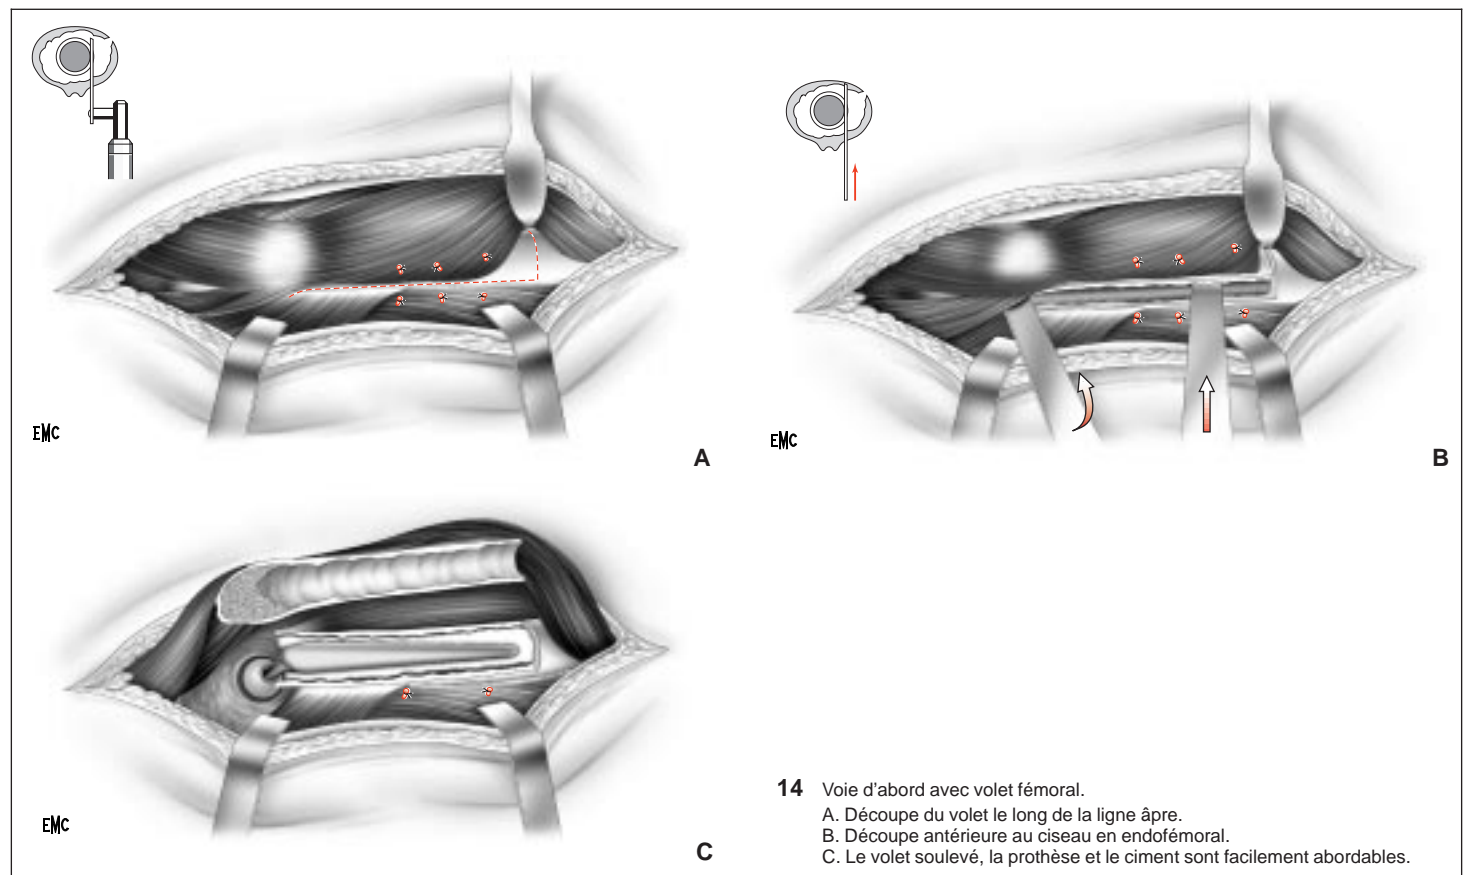 EMC
A
EMC
B
EMC
C
14 Voie d'abord avec volet fémoral.
A. Découpe du volet le long de la ligne âpre.
B. Découpe antérieure au ciseau en endofémoral.
C. Le volet soulevé, la prothèse et le ciment sont facilement abordables.